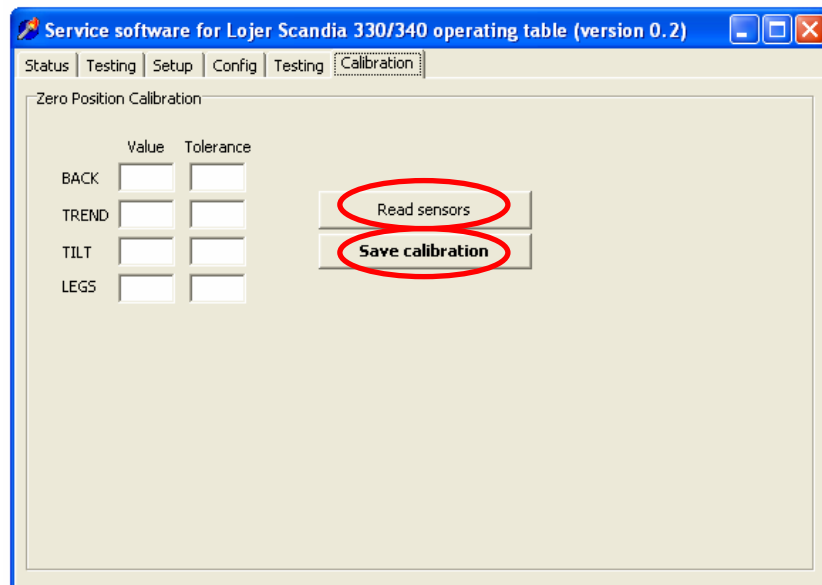 Service software for Lojer Scandia 330/340 operating table (version 0.2)
Status Testing Setup Config Testing Calibration
Zero Position Calibration
Value Tolerance
BACK
TREND
TILT
LEGS
Read sensors
Save calibration